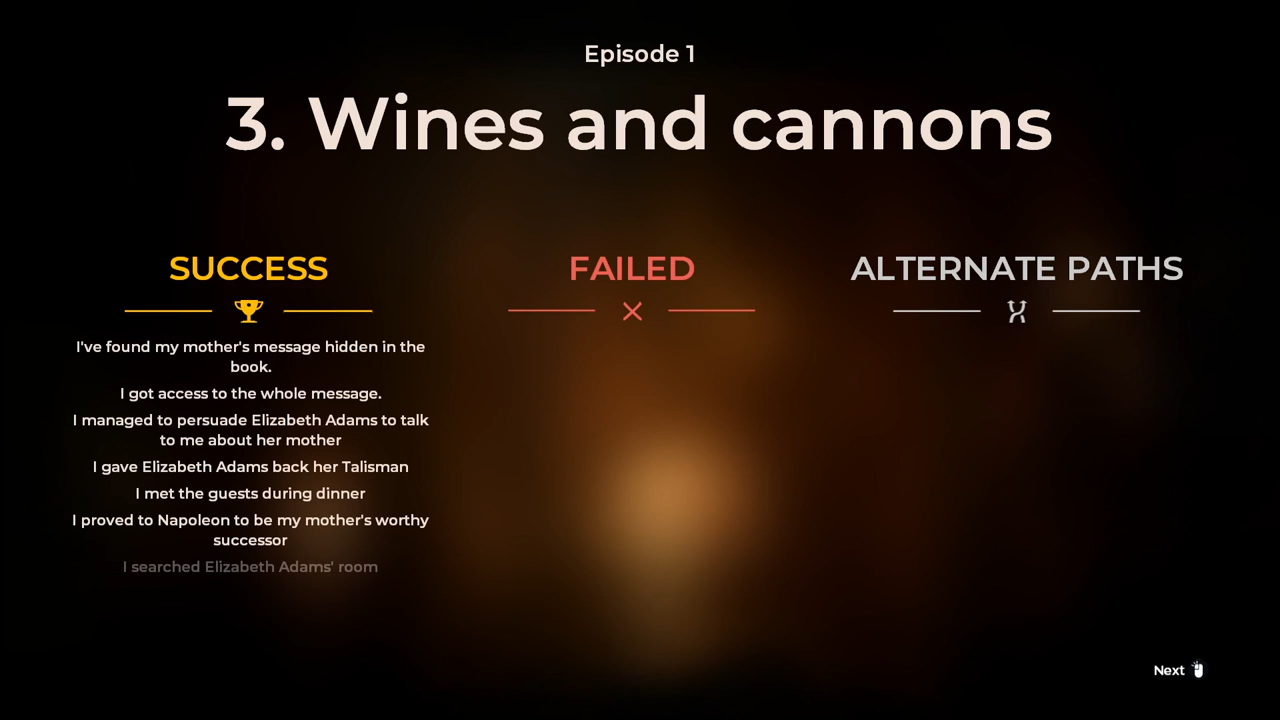 Episode 1
3. Wines and cannons
SUCCESS
I've found my mother's message hidden in the
book.
I got access to the whole message.
I managed to persuade Elizabeth Adams to talk
to me about her mother
I gave Elizabeth Adams back her Talisman
I met the guests during dinner
I proved to Napoleon to be my mother's worthy
successor
I searched Elizabeth Adams' room
FAILED
ALTERNATE PATHS
Next